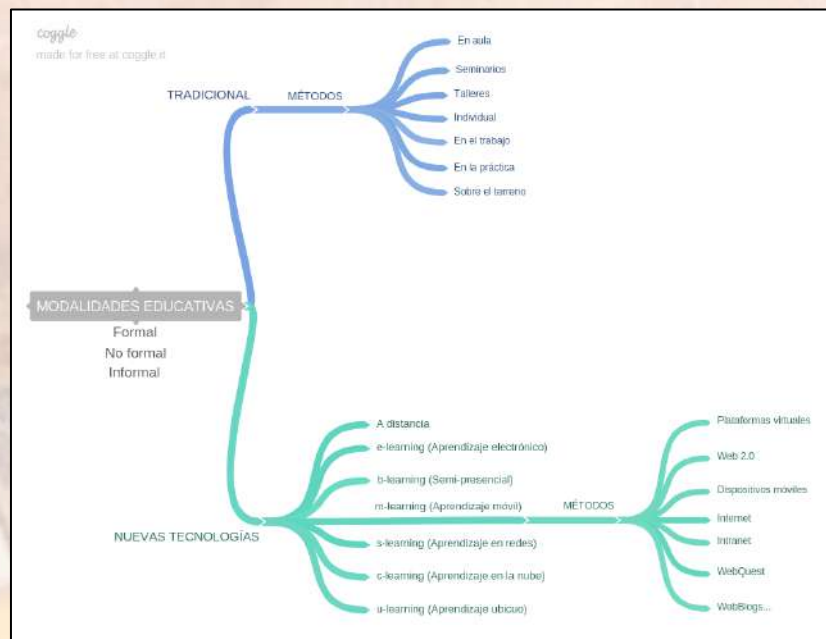 coggle
made for free at coggle.it
TRADICIONAL
MÉTODOS
En aula
Seminarios
Talleres
Individual
En el trabajo
En la práctica
Sobre el terreno
MODALIDADES EDUCATIVAS
Formal
No formal
Informal
NUEVAS TECNOLOGÍAS
A distancia
e-learning (Aprendizaje electrónico)
b-learning (Semi-presencial)
m-learning (Aprendizaje móvil)
s-learning (Aprendizaje en redes)
c-learning (Aprendizaje en la nube)
u-learning (Aprendizaje ubicuo)
MÉTODOS
Plataformas virtuales
Web 2.0
Dispositivos móviles
Internet
Intranet
WebQuest
WebBlogs...